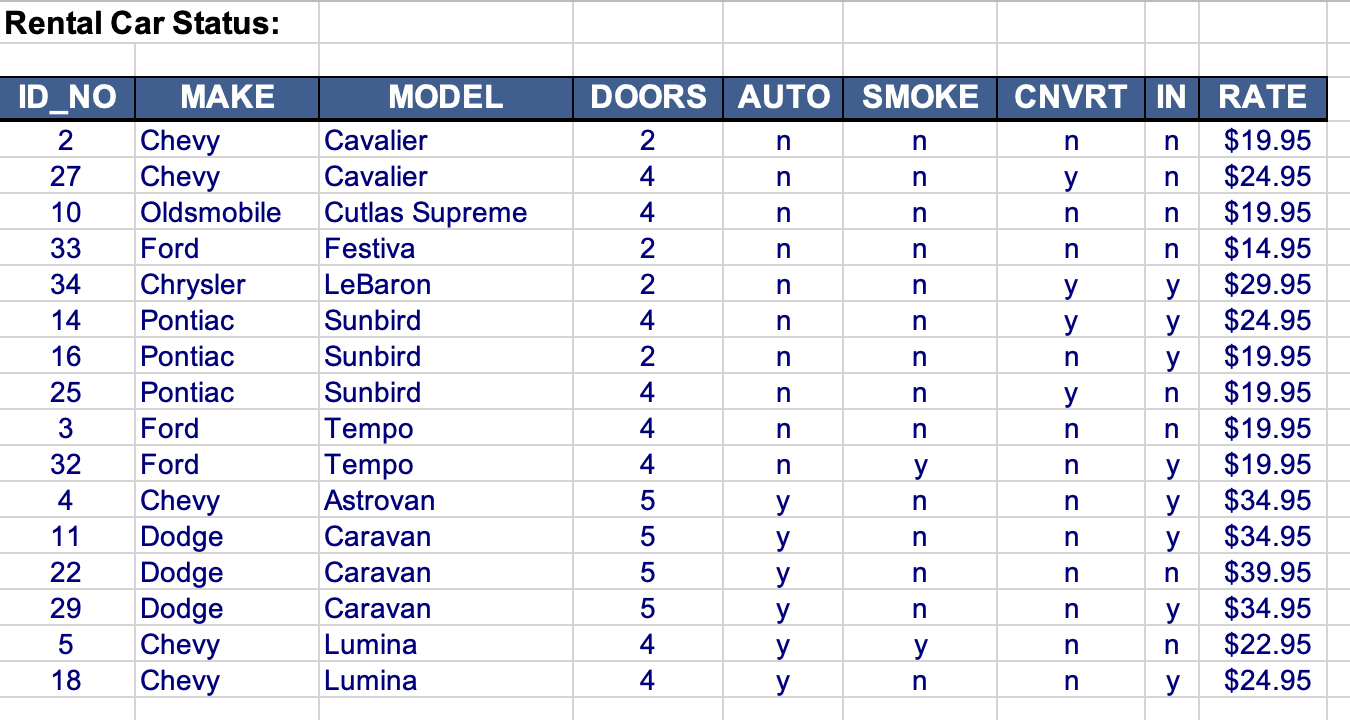 Rental Car Status:
ID_NO MAKE MODEL DOORS AUTO SMOKE CNVRT IN RATE
2 Chevy Cavalier 2 n n n n $19.95
27 Chevy Cavalier 4 n n y n $24.95
10 Oldsmobile Cutlas Supreme 4 n n n n $19.95
33 Ford Festiva 2 n n n n $14.95
34 Chrysler LeBaron 2 n n y y $29.95
14 Pontiac Sunbird 4 n n y y $24.95
16 Pontiac Sunbird 2 n n n y $19.95
25 Pontiac Sunbird 4 n n y n $19.95
3 Ford Tempo 4 n n n n $19.95
32 Ford Tempo 4 n y n y $19.95
4 Chevy Astrovan 5 y n n y $34.95
11 Dodge Caravan 5 y n n y $34.95
22 Dodge Caravan 5 y n n n $39.95
29 Dodge Caravan 5 y n n y $34.95
5 Chevy Lumina 4 y y n n $22.95
18 Chevy Lumina 4 y n n y $24.95